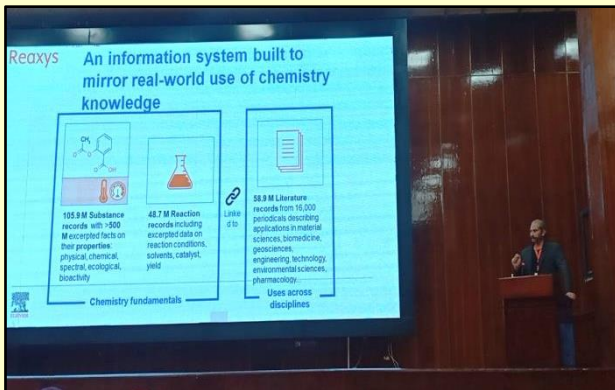 Reaxys
An information system built to
mirror real-world use of chemistry
knowledge
105.9 M Substance
records with >500
M excerpted facts on
their properties:
physical, chemical,
spectral, ecological,
bioactivity
48.7 M Reaction
records including
excerpted data on
reaction conditions,
solvents, catalyst,
yield
Linke
d to
58.9 M Literature
records from 16,000
periodicals describing
applications in material
sciences, biomedicine,
geosciences,
engineering, technology,
environmental sciences,
pharmacology...
Chemistry fundamentals
Uses across
disciplines
ELSEVIER